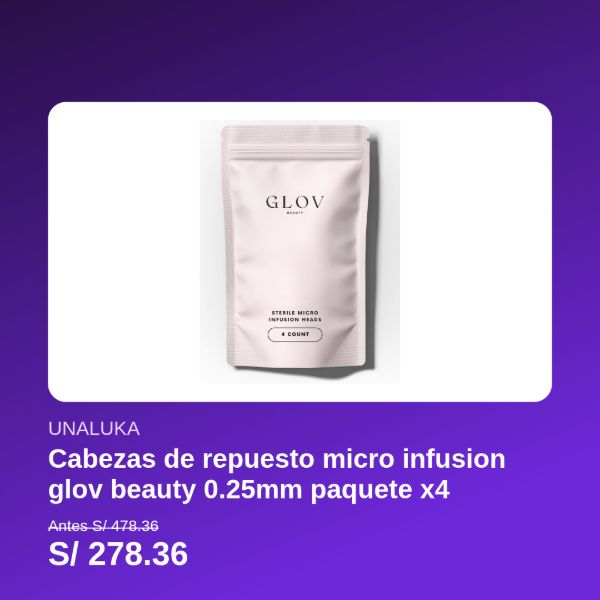 GLOV
BEAUTY
STERILE MICRO
INFUSION HEADS
4 COUNT
UNALUKA
Cabezas de repuesto micro infusion
glov beauty 0.25mm paquete x4
Antes S/ 478.36
S/ 278.36